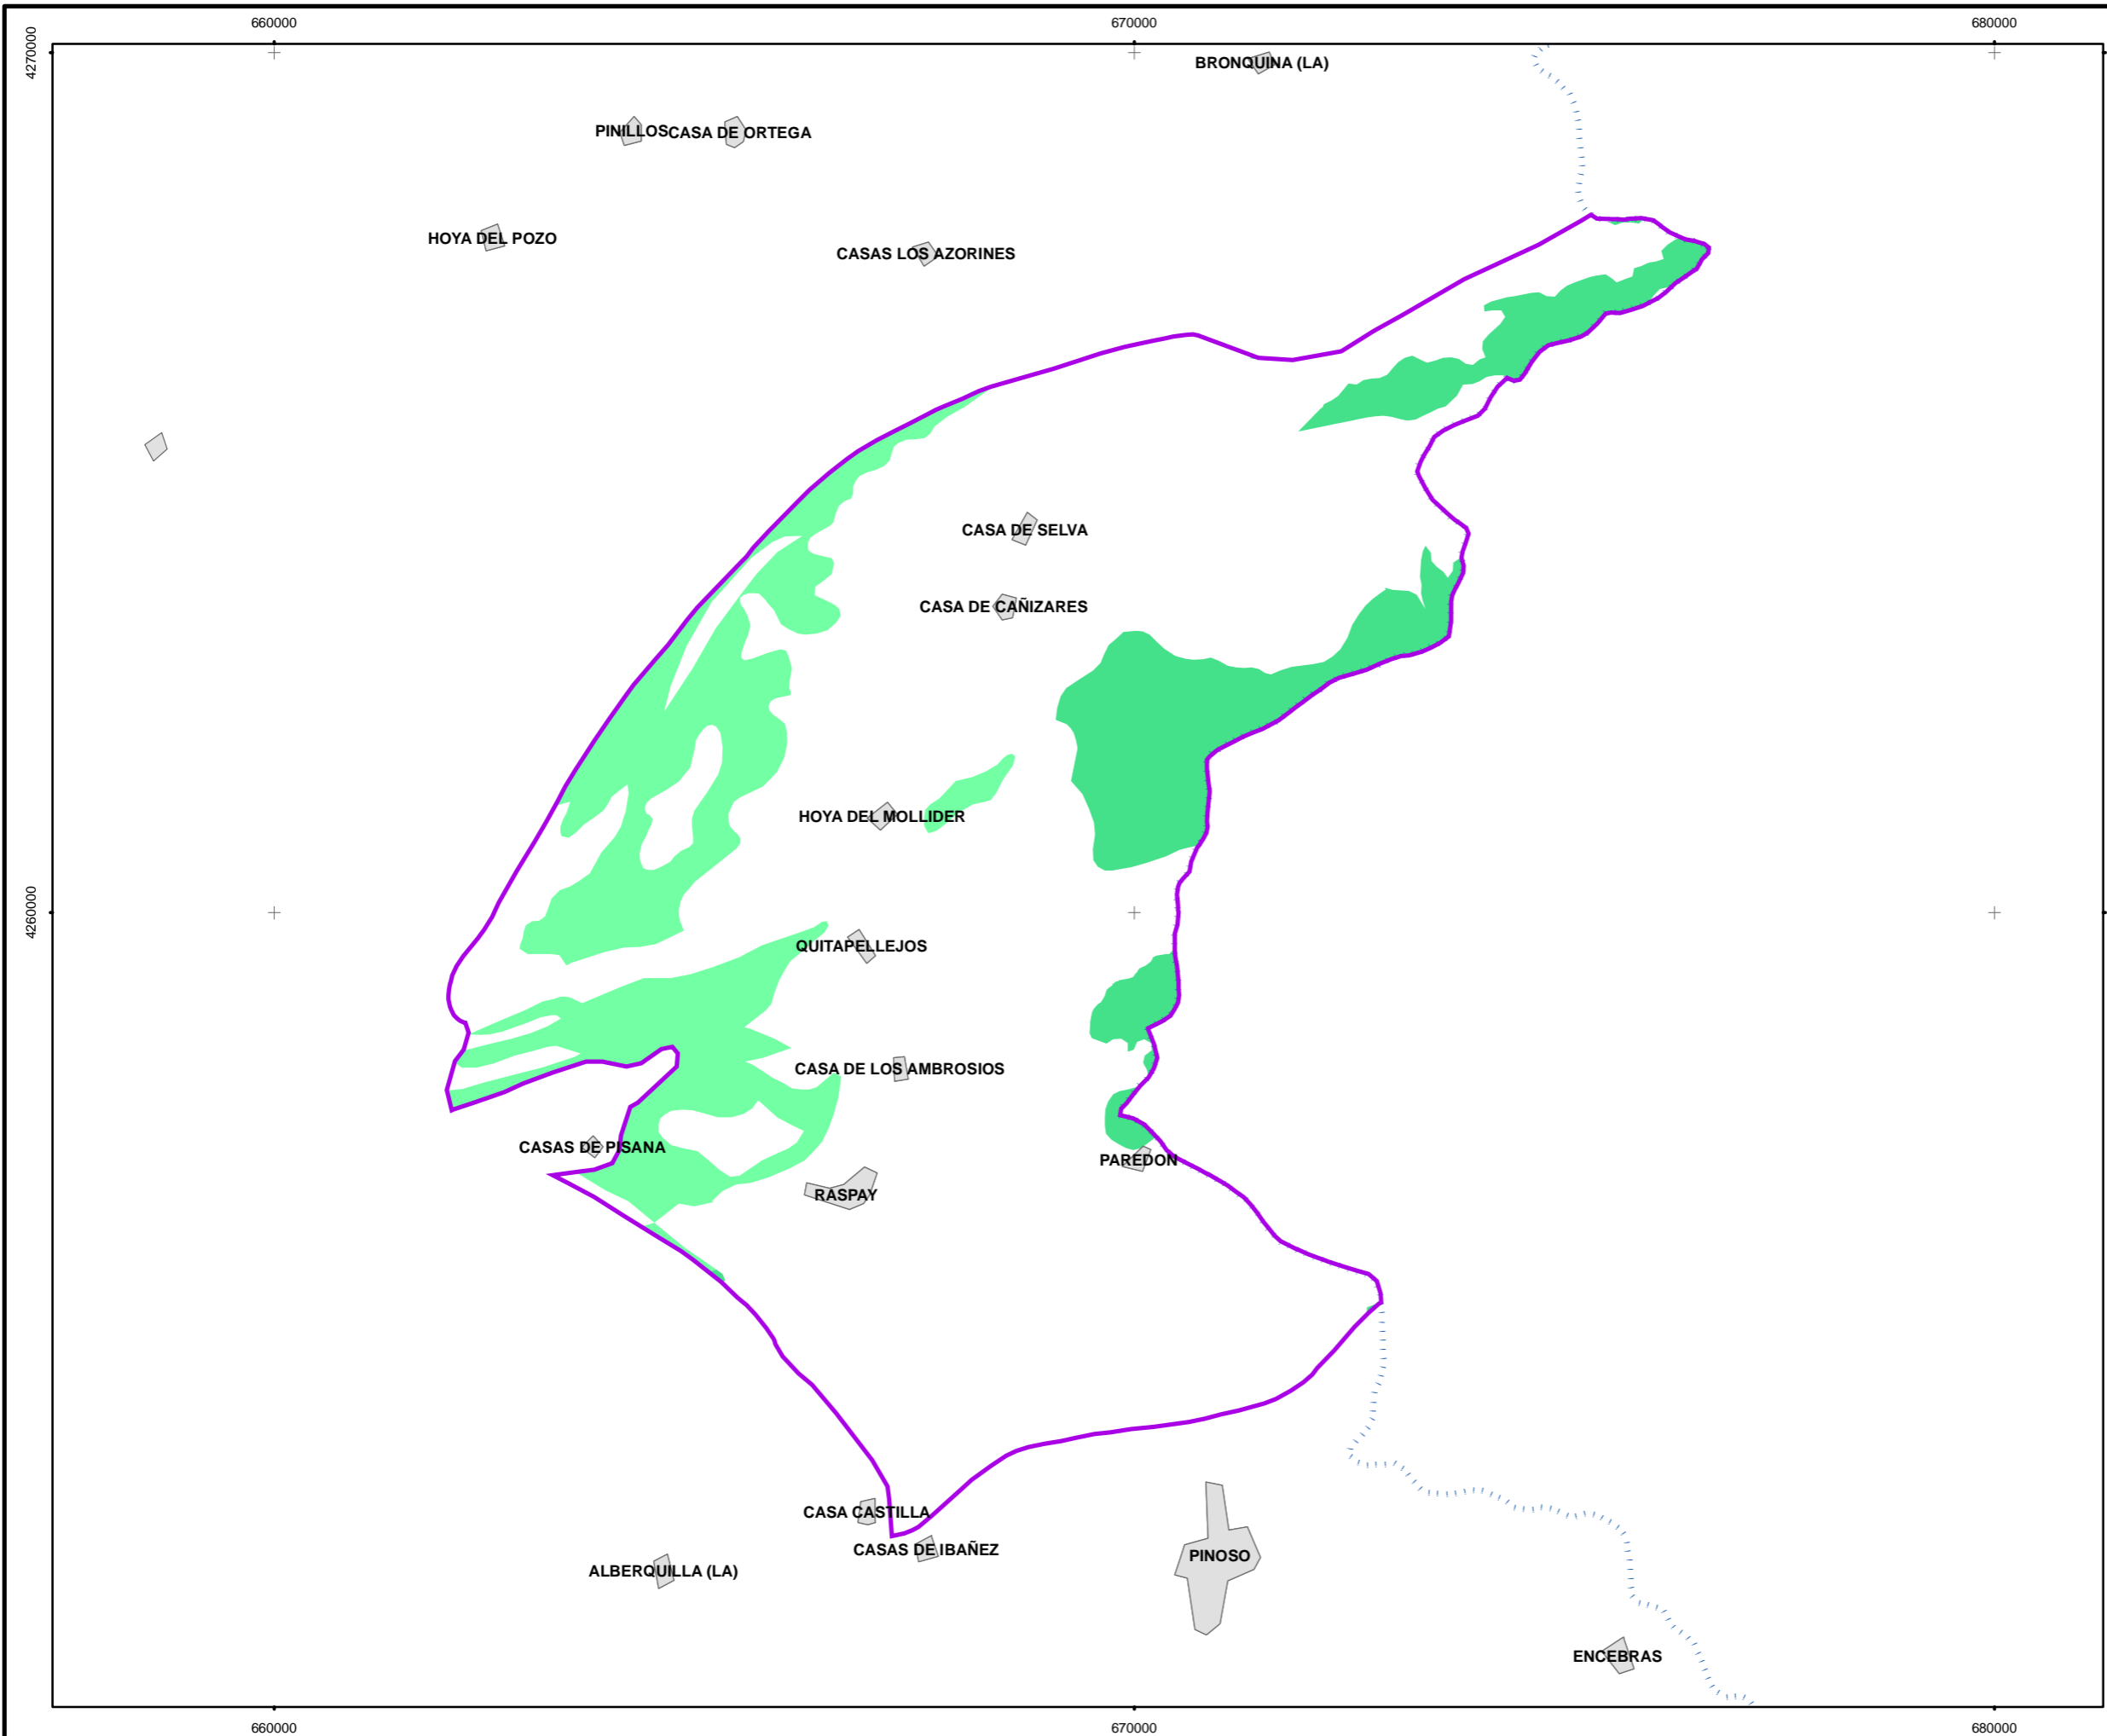 660000 670000 680000
4270000
BRONQUINA (LA)
PINILLOS CASA DE ORTEGA
HOYA DEL POZO
CASAS LOS AZORINES
CASA DE SELVA
CASA DE CAÑIZARES
HOYA DEL MOLLIDER
4260000
QUITAPELLEJOS
CASA DE LOS AMBROSIOS
CASAS DE PISANA
PAREDON
RASPAY
CASA CASTILLA
CASAS DE IBAÑEZ
PINOSO
ALBERQUILLA (LA)
ENCEBRAS
660000 670000 680000